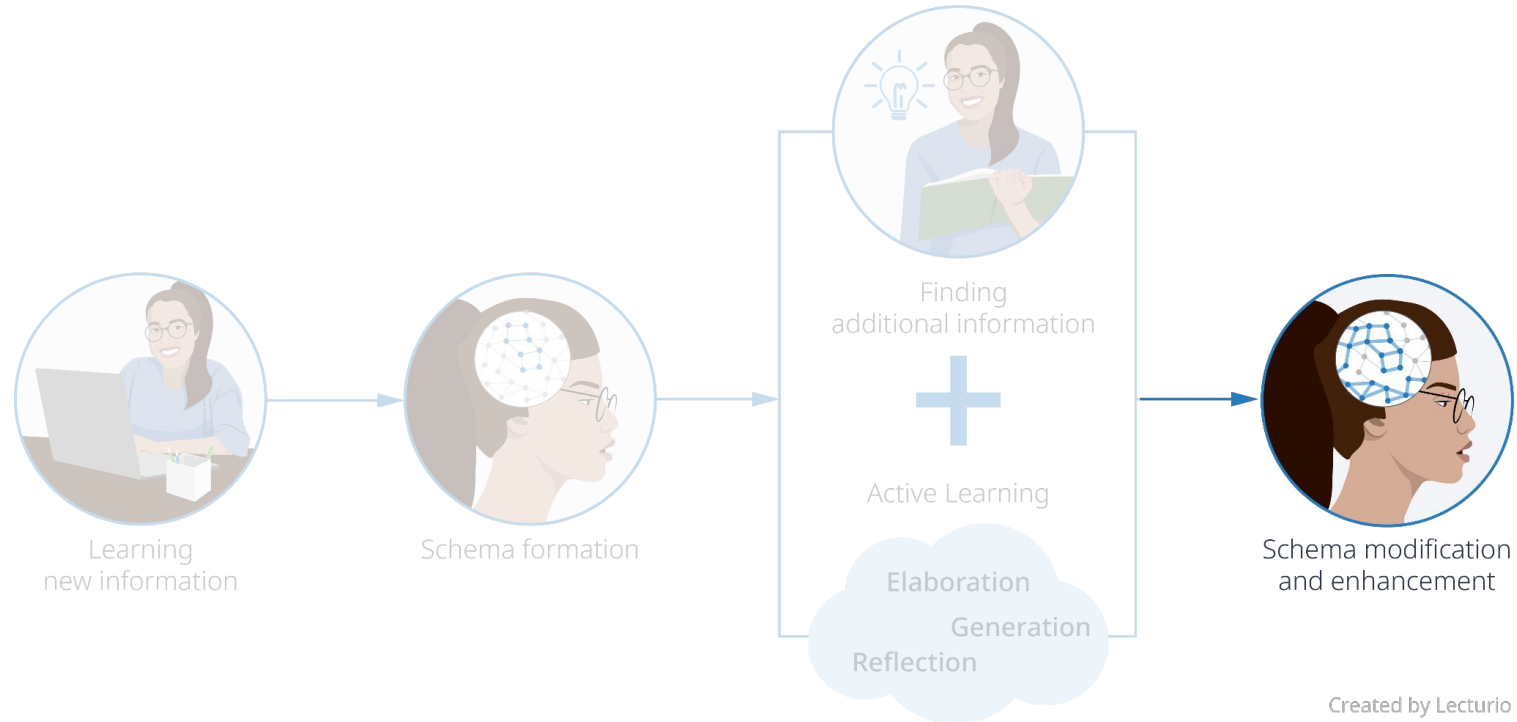 Learning
new information
Schema formation
Finding
additional information
Active Learning
Elaboration
Generation
Reflection
Schema modification
and enhancement
Created by Lecturio